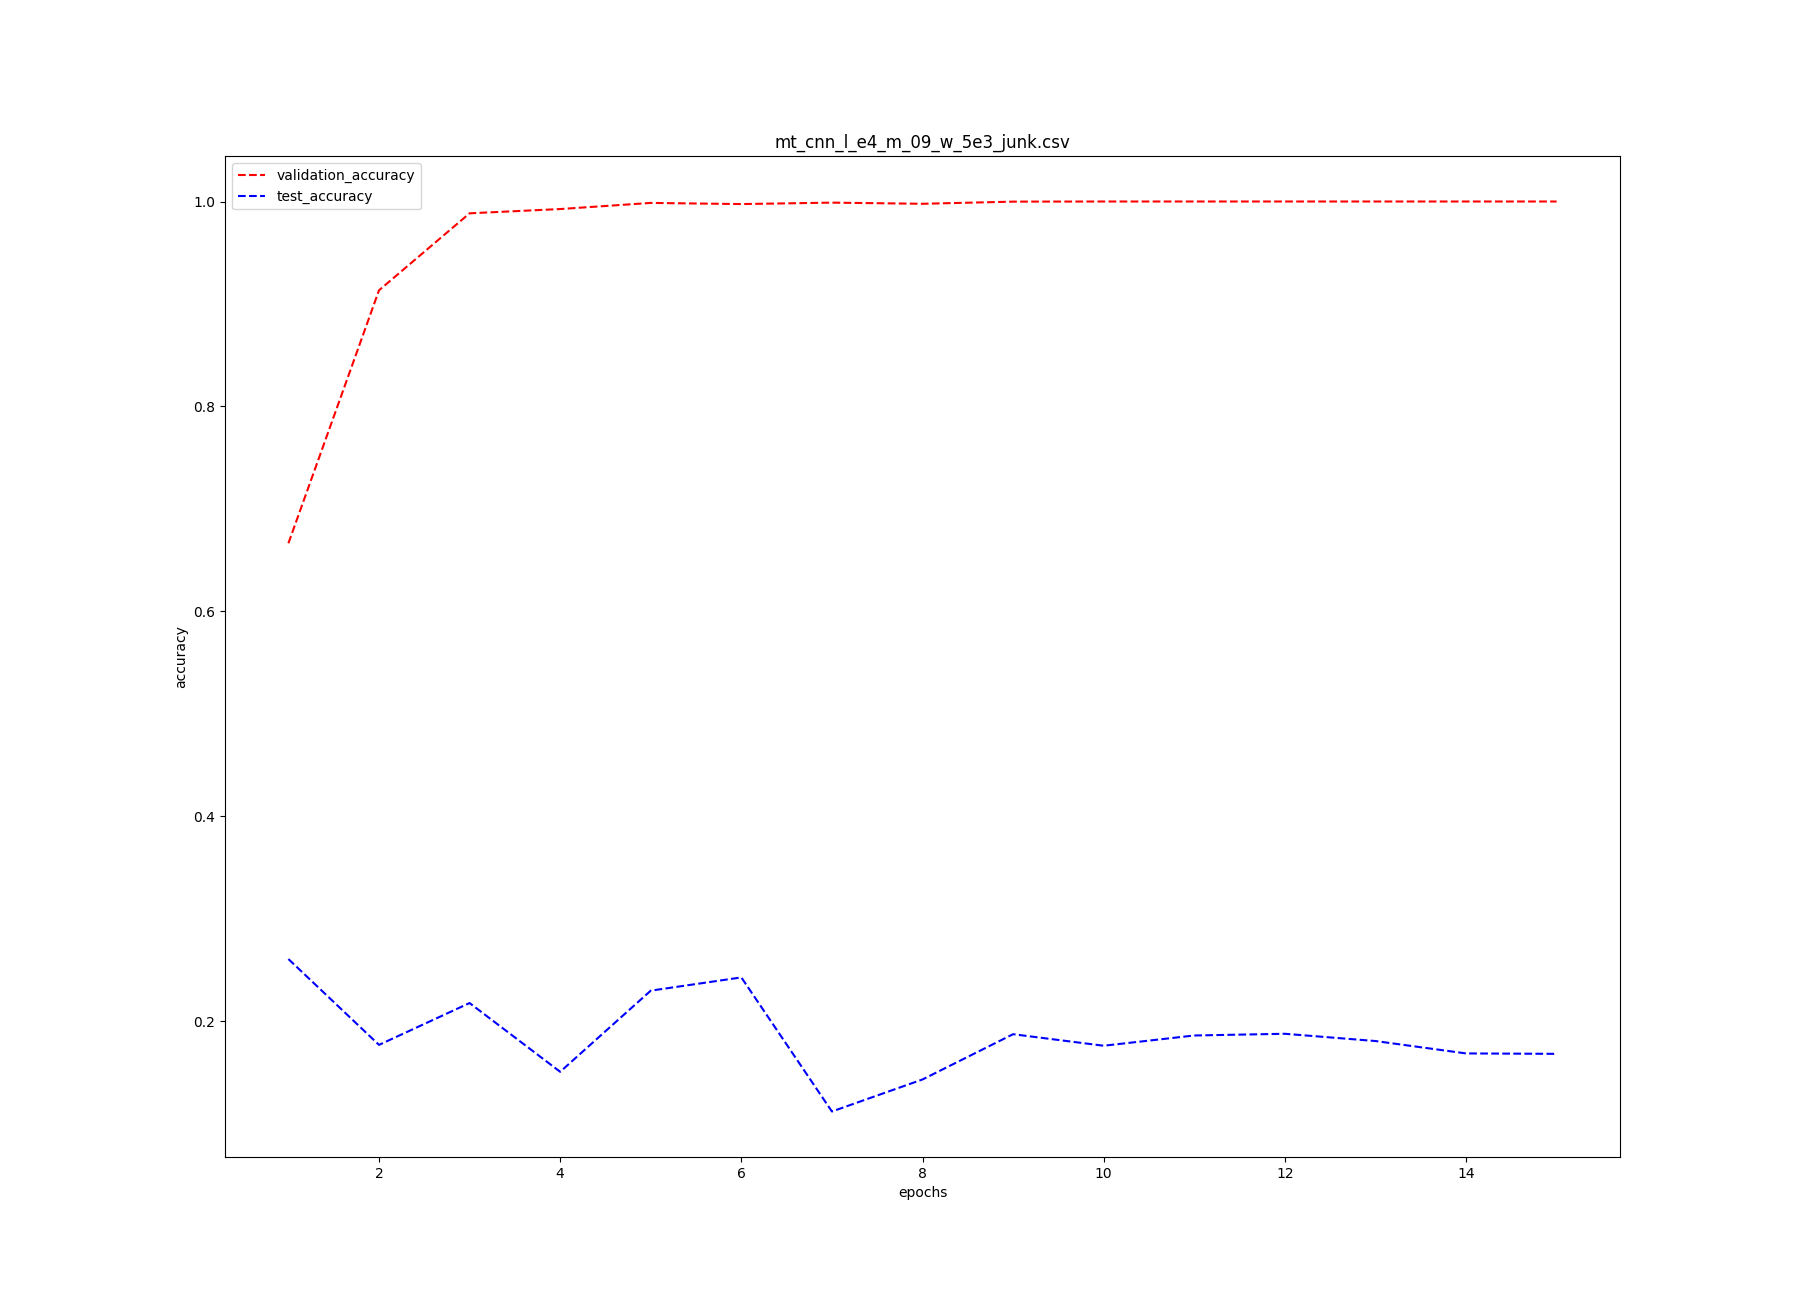 mt_cnn_l_e4_m_09_w_5e3_junk.csv
validation_accuracy
test_accuracy
1.0
0.8
0.6
0.4
0.2
accuracy
2 4 6 8 10 12 14
epochs